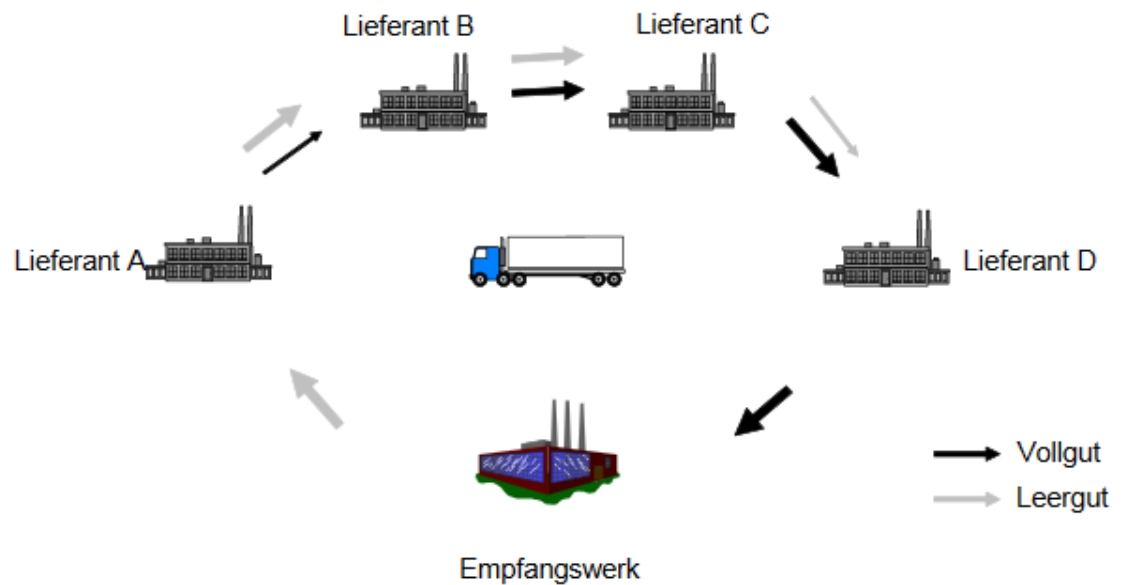 Lieferant B
Lieferant C
Lieferant A
Lieferant D
Vollgut
Leergut
Empfangswerk